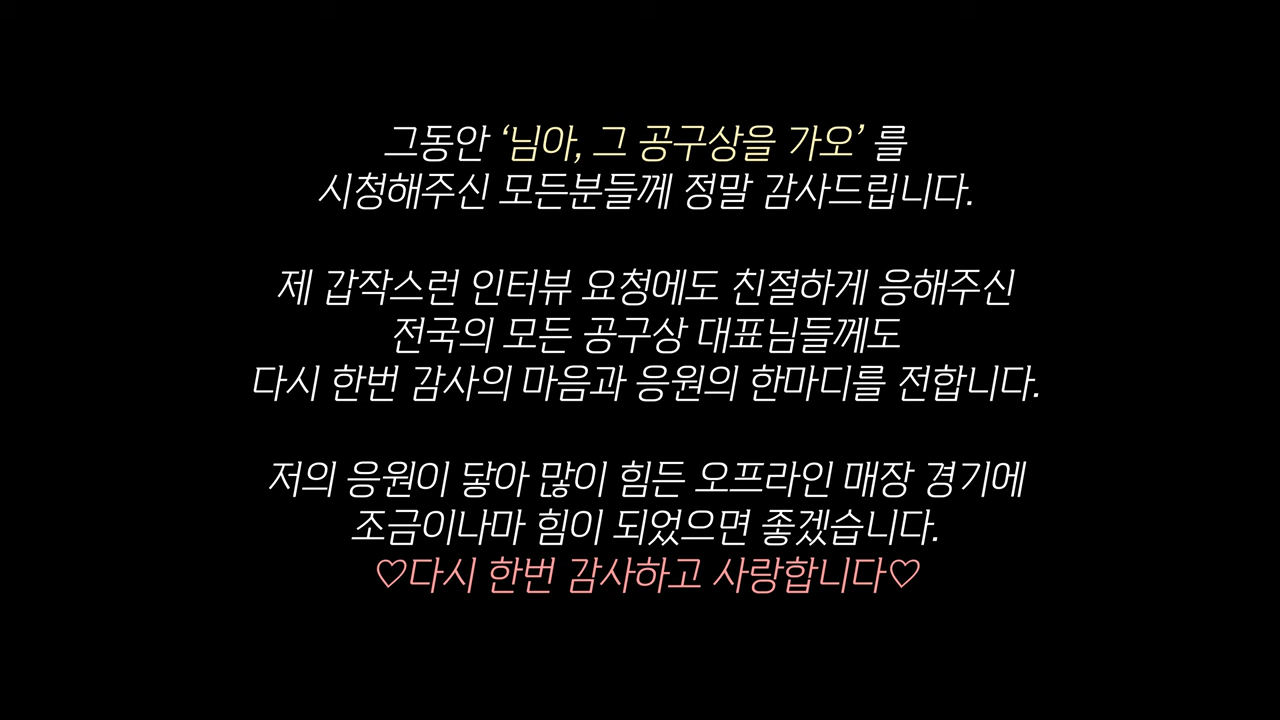 그동안 ‘님아, 그 공구상을 가오’ 를
시청해주신 모든분들께 정말 감사드립니다.
제 갑작스런 인터뷰 요청에도 친절하게 응해주신
전국의 모든 공구상 대표님들께도
다시 한번 감사의 마음과 응원의 한마디를 전합니다.
저의 응원이 닿아 많이 힘든 오프라인 매장 경기에
조금이나마 힘이 되었으면 좋겠습니다.
♡다시 한번 감사하고 사랑합니다♡